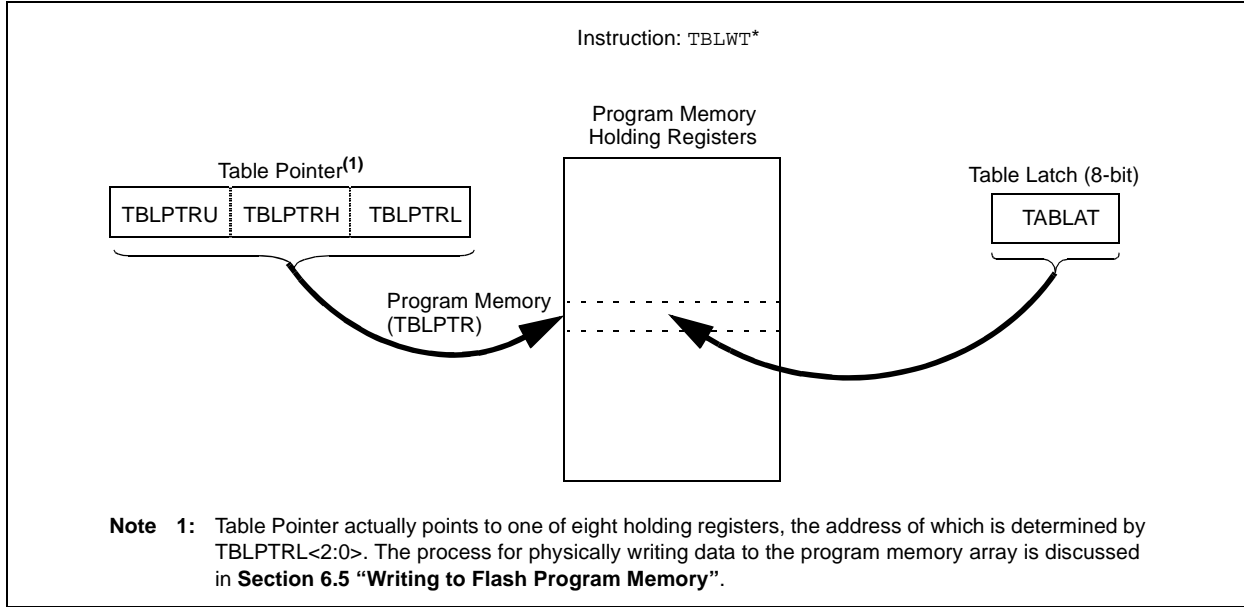 Instruction: TBLWT*
Program Memory
Holding Registers
Table Pointer(1)
Table Latch (8-bit)
TBLPTRU TBLPTRH TBLPTRL
TABLAT
Program Memory
(TBLPTR)
Note 1: Table Pointer actually points to one of eight holding registers, the address of which is determined by
TBLPTRL<2:0>. The process for physically writing data to the program memory array is discussed
in Section 6.5 “Writing to Flash Program Memory”.